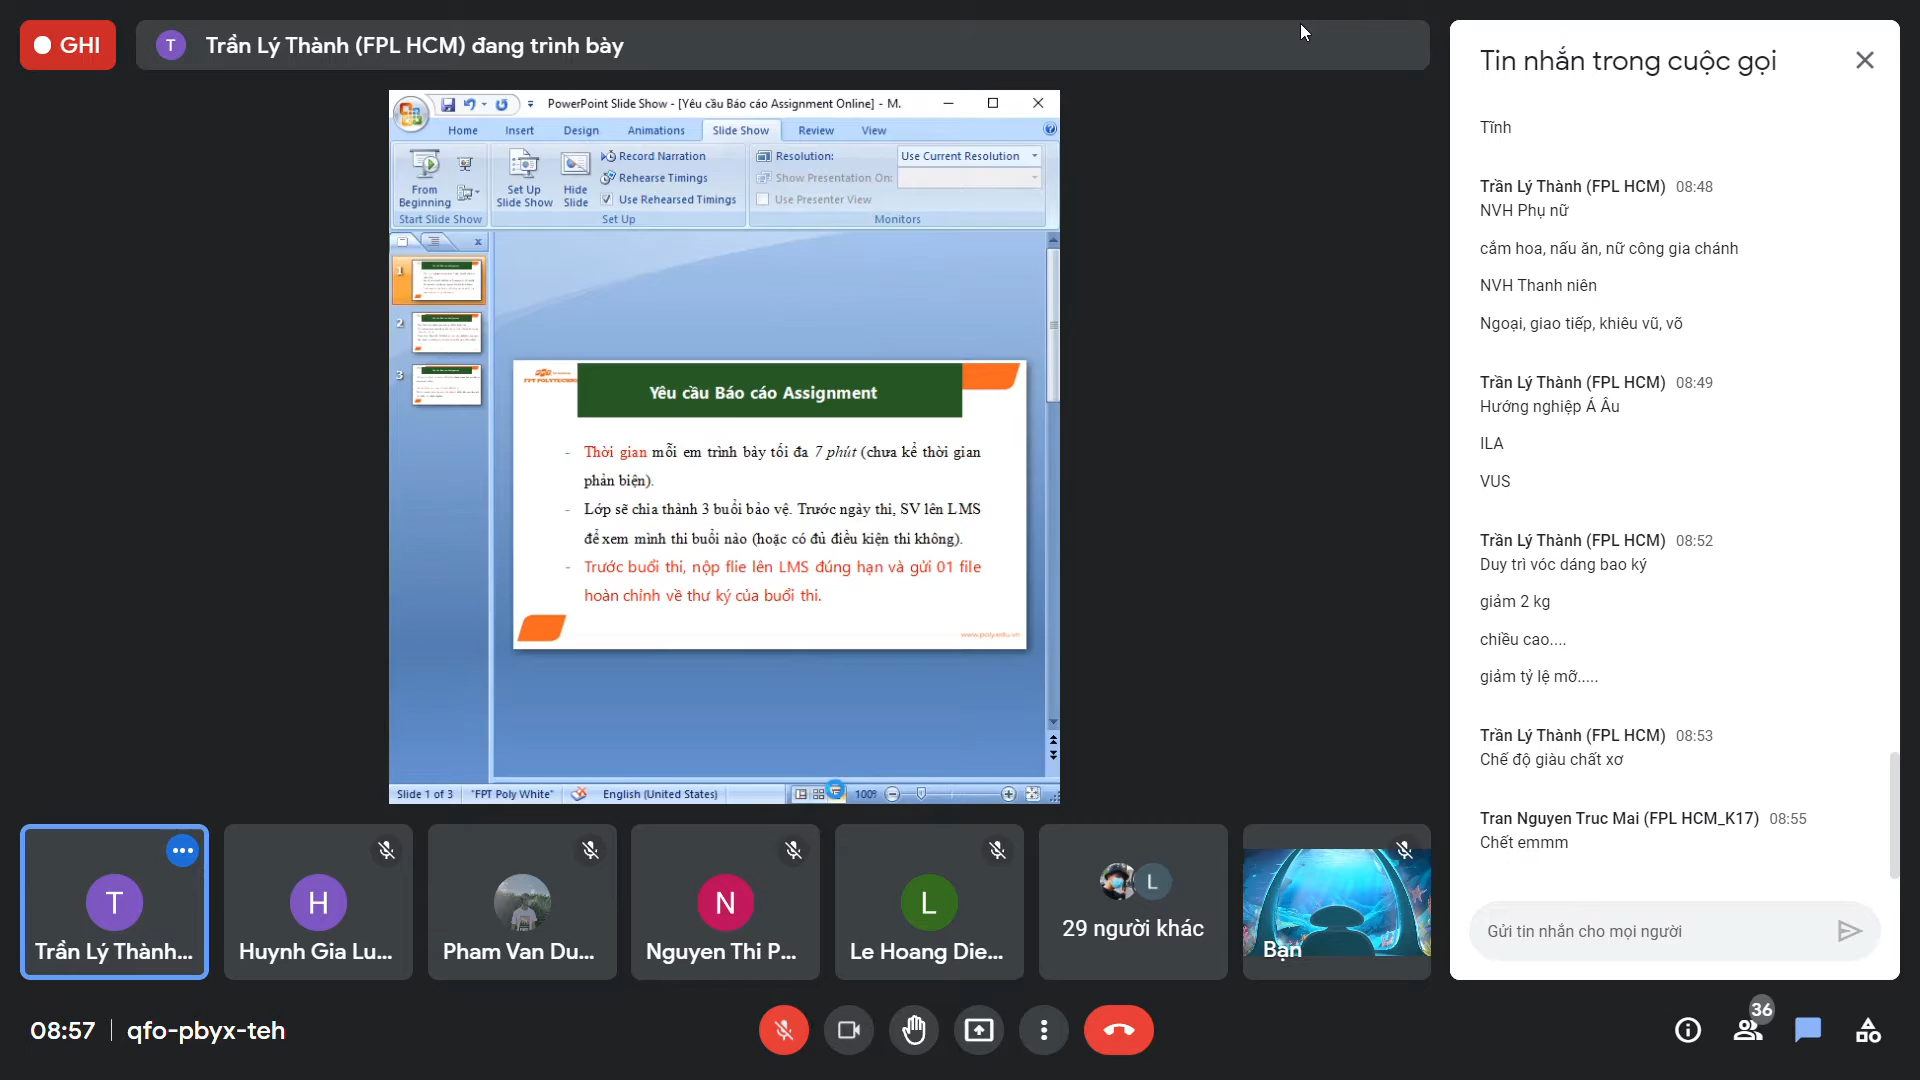 GHI
T
Trần Lý Thành (FPL HCM) đang trình bày
PowerPoint Slide Show - [Yêu cầu Báo cáo Assignment Online] - M.
Home
Insert
Design
Animations
Slide Show
Review
View
From
Beginning
Start Slide Show
Set Up
Slide Show
Hide
Slide
Record Narration
Rehearse Timings
Use Rehearsed Timings
Set Up
Resolution:
Use Current Resolution
Show Presentation On:
Use Presenter View
Monitors
1
2
3
FPT POLYTECHNIC
Yêu cầu Báo cáo Assignment
- Thời gian mỗi em trình bày tối đa 7 phút (chưa kể thời gian
phản biện).
- Lớp sẽ chia thành 3 buổi bảo vệ. Trước ngày thi, SV lên LMS
để xem mình thi buổi nào (hoặc có đủ điều kiện thi không).
- Trước buổi thi, nộp flie lên LMS đúng hạn và gửi 01 file
hoàn chỉnh về thư ký của buổi thi.
www.poly.edu.vn
Slide 1 of 3
"FPT Poly White"
English (United States)
100%
T
Trần Lý Thành...
H
Huynh Gia Lu...
Pham Van Du...
N
Nguyen Thi P...
L
Le Hoang Die...
L
29 người khác
Bạn
08:57
qfo-pbyx-teh
Tin nhắn trong cuộc gọi
Tĩnh
Trần Lý Thành (FPL HCM) 08:48
NVH Phụ nữ
cắm hoa, nấu ăn, nữ công gia chánh
NVH Thanh niên
Ngoại, giao tiếp, khiêu vũ, võ
Trần Lý Thành (FPL HCM) 08:49
Hướng nghiệp Á Âu
ILA
VUS
Trần Lý Thành (FPL HCM) 08:52
Duy trì vóc dáng bao ký
giảm 2 kg
chiều cao....
giảm tỷ lệ mỡ.....
Trần Lý Thành (FPL HCM) 08:53
Chế độ giàu chất xơ
Tran Nguyen Truc Mai (FPL HCM_K17) 08:55
Chết emmm
Gửi tin nhắn cho mọi người
36